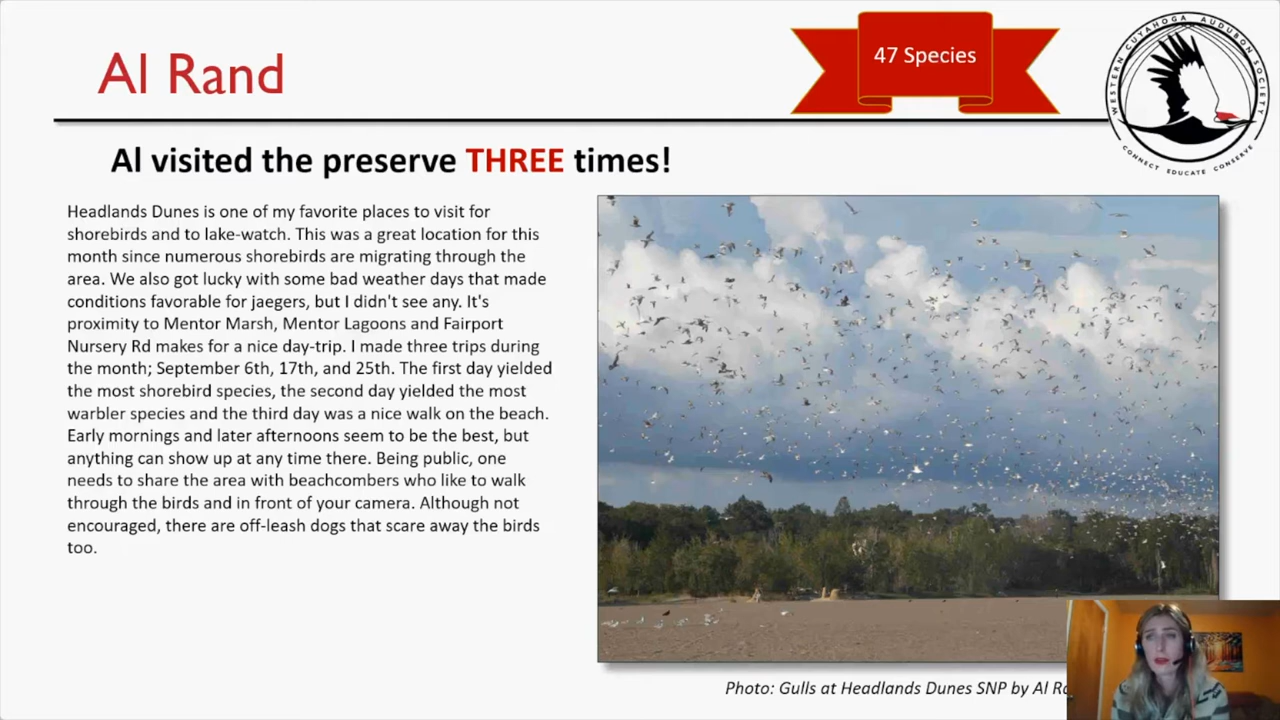 Al Rand
47 Species
WESTERN CUYAHOGA AUDUBON SOCIETY
CONNECT EDUCATE CONSERVE
Al visited the preserve THREE times!
Headlands Dunes is one of my favorite places to visit for
shorebirds and to lake-watch. This was a great location for this
month since numerous shorebirds are migrating through the
area. We also got lucky with some bad weather days that made
conditions favorable for jaegers, but I didn't see any. It's
proximity to Mentor Marsh, Mentor Lagoons and Fairport
Nursery Rd makes for a nice day-trip. I made three trips during
the month; September 6th, 17th, and 25th. The first day yielded
the most shorebird species, the second day yielded the most
warbler species and the third day was a nice walk on the beach.
Early mornings and later afternoons seem to be the best, but
anything can show up at any time there. Being public, one
needs to share the area with beachcombers who like to walk
through the birds and in front of your camera. Although not
encouraged, there are off-leash dogs that scare away the birds
too.
Photo: Gulls at Headlands Dunes SNP by Al